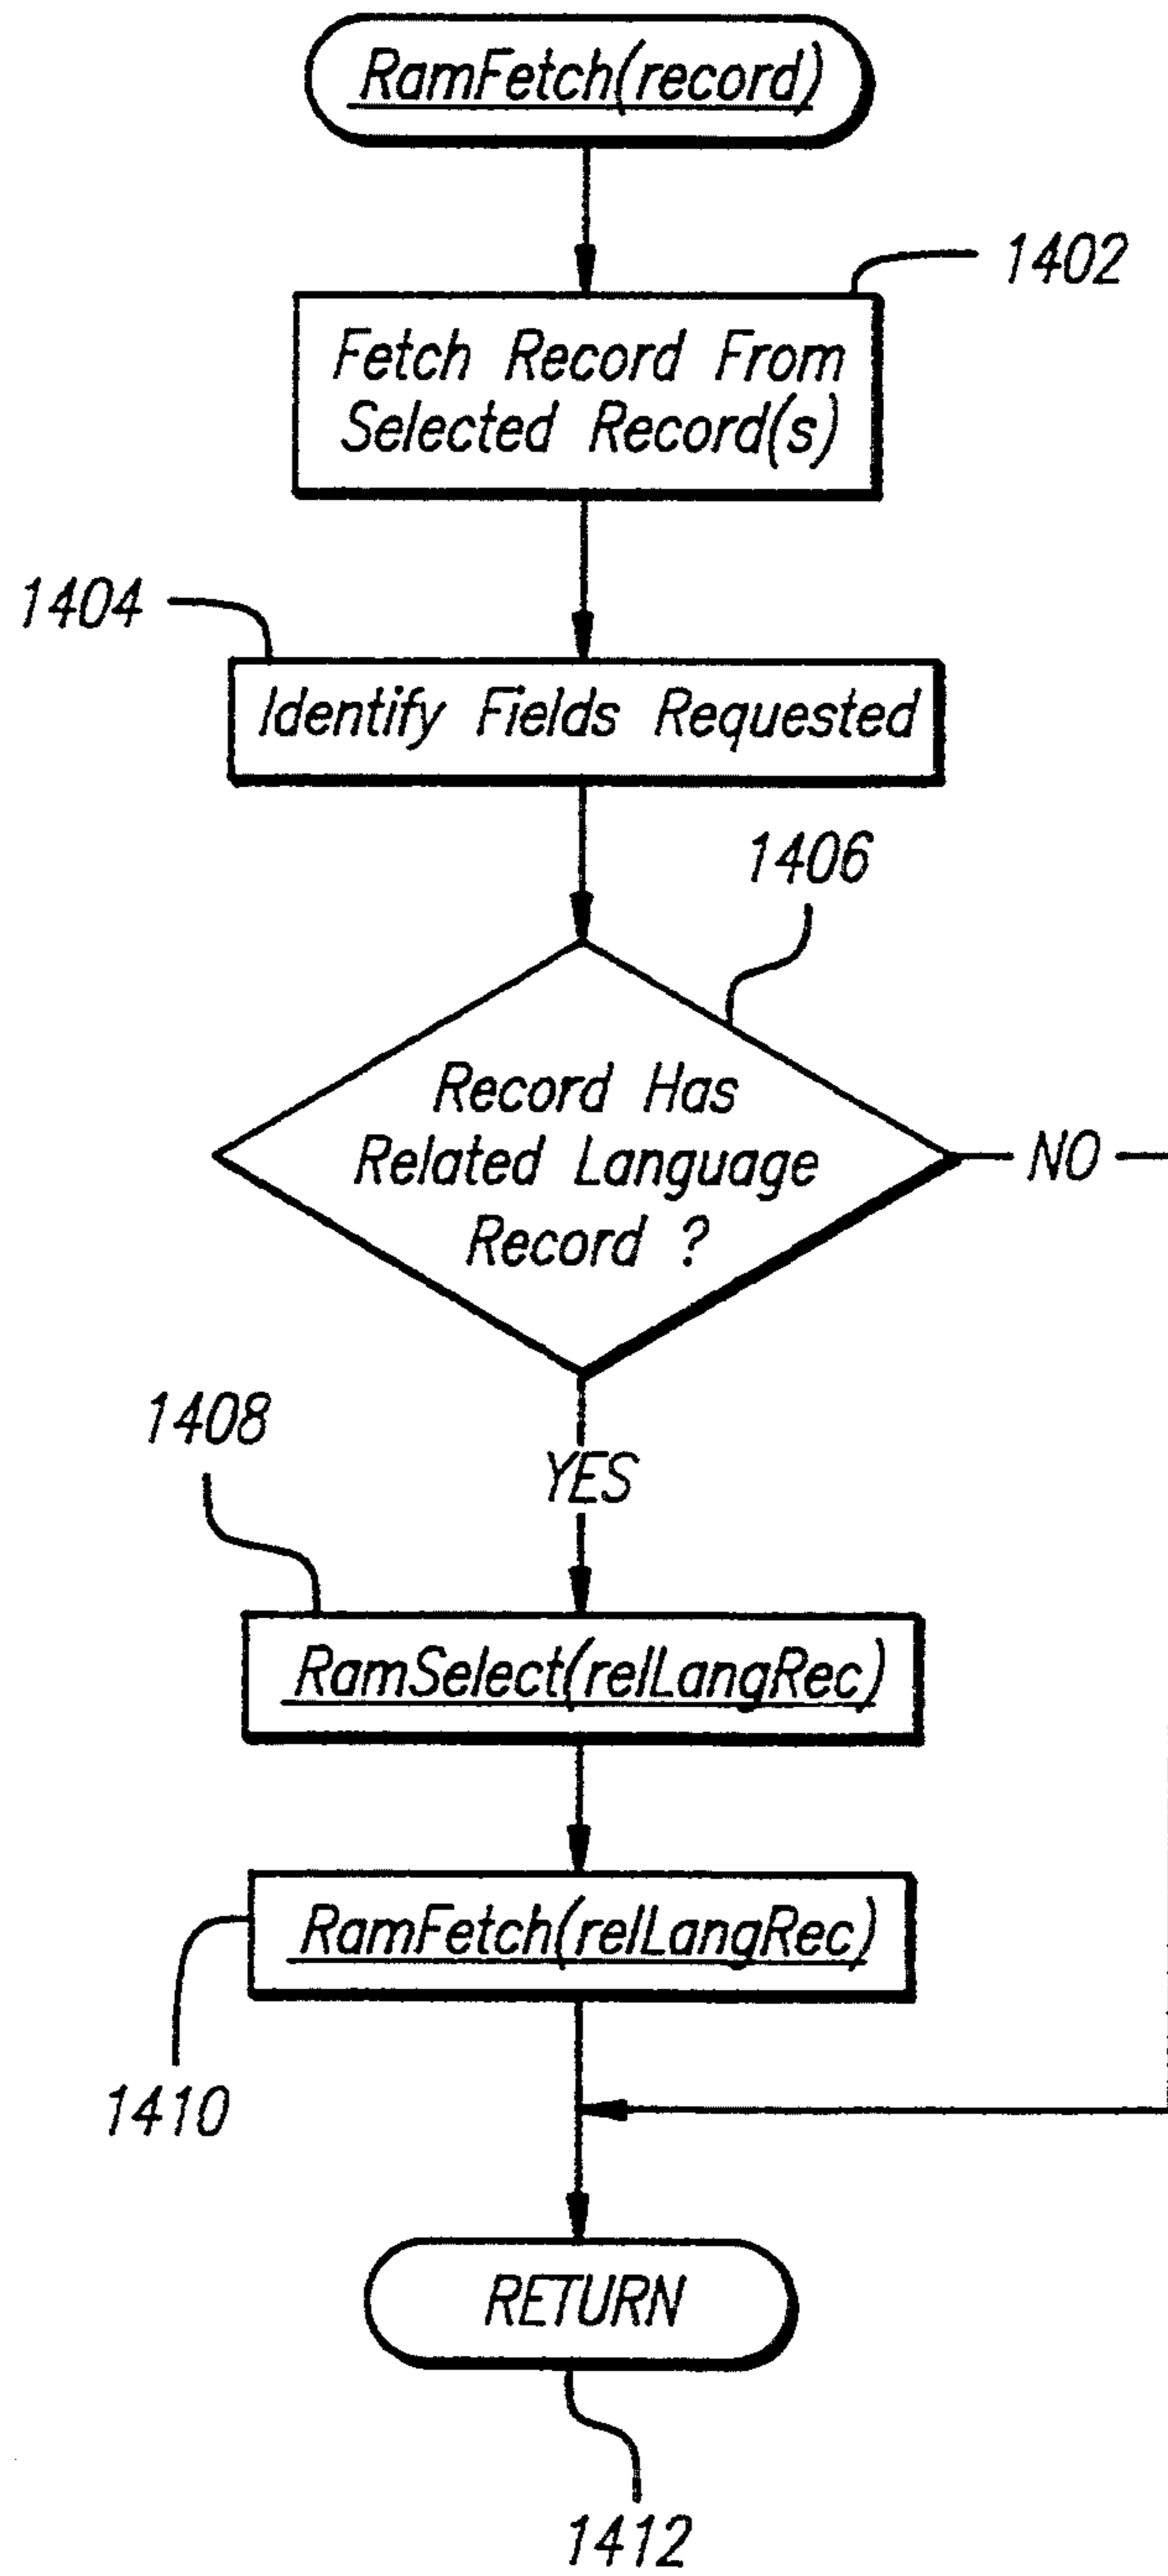 RamFetch(record)
1402
Fetch Record From
Selected Record(s)
1404
Identify Fields Requested
1406
Record Has
Related Language
Record ?
NO
1408
YES
RamSelect(relLangRec)
RamFetch(relLangRec)
1410
RETURN
1412